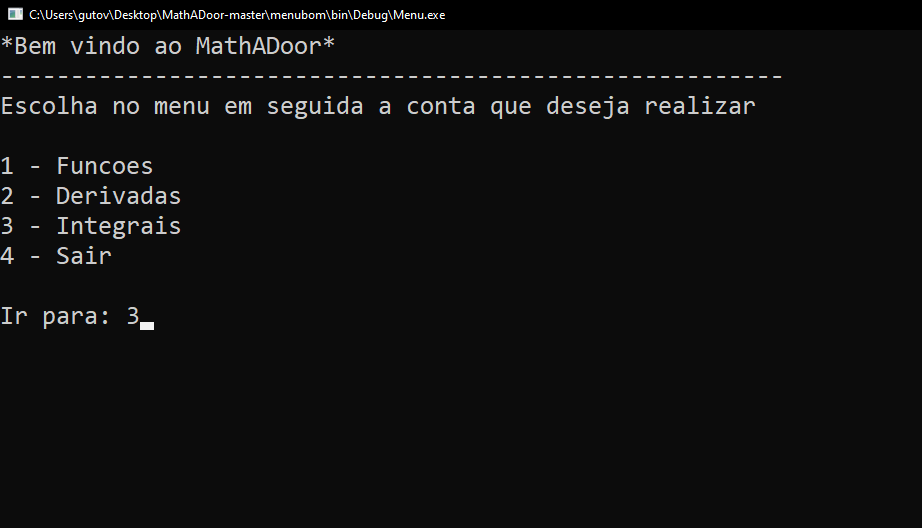 C:\Users\gutov\Desktop\MathADoor-master\menubom\bin\Debug\Menu.exe
*Bem vindo ao MathADoor*
--------------------------------------------------------
Escolha no menu em seguida a conta que deseja realizar
1 - Funcoes
2 - Derivadas
3 - Integrais
4 - Sair
Ir para: 3